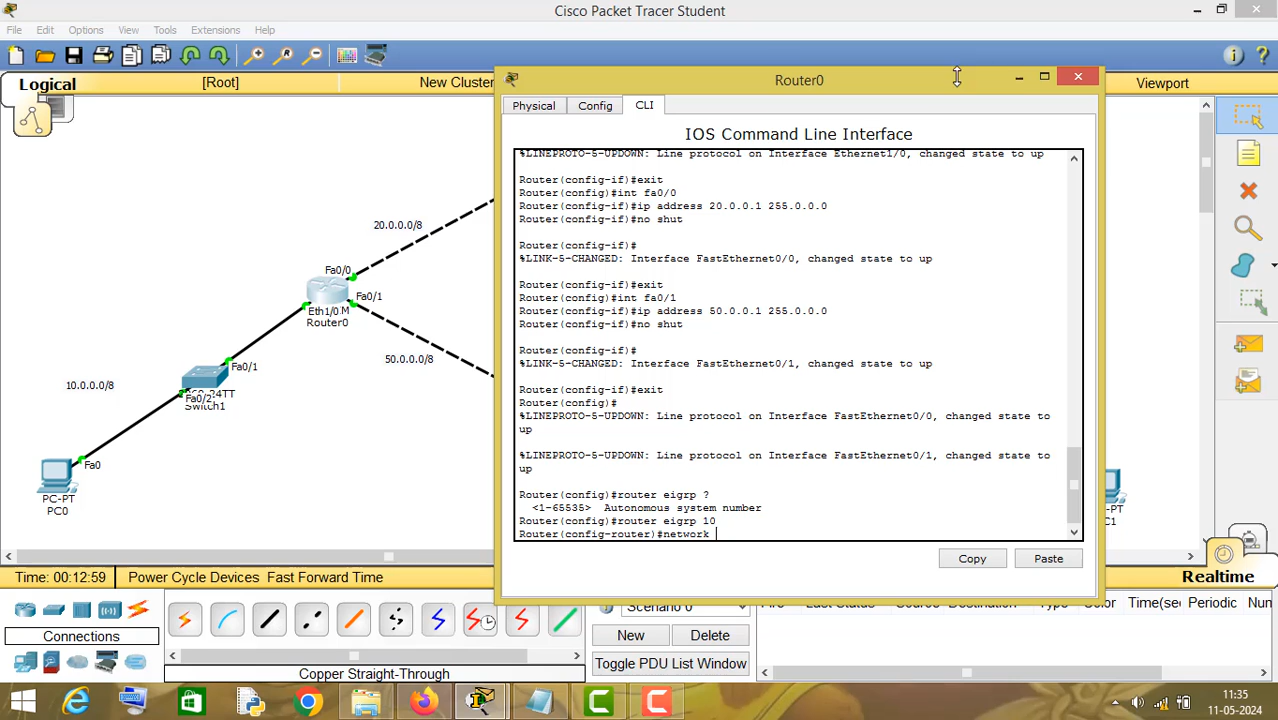 Cisco Packet Tracer Student
File Edit Options View Tools Extensions Help
Logical
[Root]
New Cluster
Viewport
Router0
Physical
Config
CLI
IOS Command Line Interface
%LINEPROTO-5-UPDOWN: Line protocol on Interface Ethernet1/0, changed state to up
Router(config-if)#exit
Router(config)#int fa0/0
Router(config-if)#ip address 20.0.0.1 255.0.0.0
Router(config-if)#no shut
Router(config-if)#
%LINK-5-CHANGED: Interface FastEthernet0/0, changed state to up
Router(config-if)#exit
Router(config)#int fa0/1
Router(config-if)#ip address 50.0.0.1 255.0.0.0
Router(config-if)#no shut
Router(config-if)#
%LINK-5-CHANGED: Interface FastEthernet0/1, changed state to up
Router(config-if)#exit
Router(config)#
%LINEPROTO-5-UPDOWN: Line protocol on Interface FastEthernet0/0, changed state to
up
%LINEPROTO-5-UPDOWN: Line protocol on Interface FastEthernet0/1, changed state to
up
Router(config)#router eigrp ?
<1-65535> Autonomous system number
Router(config)#router eigrp 10
Router(config-router)#network
Copy
Paste
20.0.0.0/8
Fa0/0
Fa0/1
Eth1/0
Router0
50.0.0.0/8
Fa0/1
10.0.0.0/8
Fa0/2
Switch1
Fa0
PC-PT
PC0
Time: 00:12:59
Power Cycle Devices Fast Forward Time
Realtime
Connections
Copper Straight-Through
Scenario 0
New
Delete
Toggle PDU List Window
Fire Last Status Source Destination Type Color Time(sec Periodic Num
11:35
11-05-2024